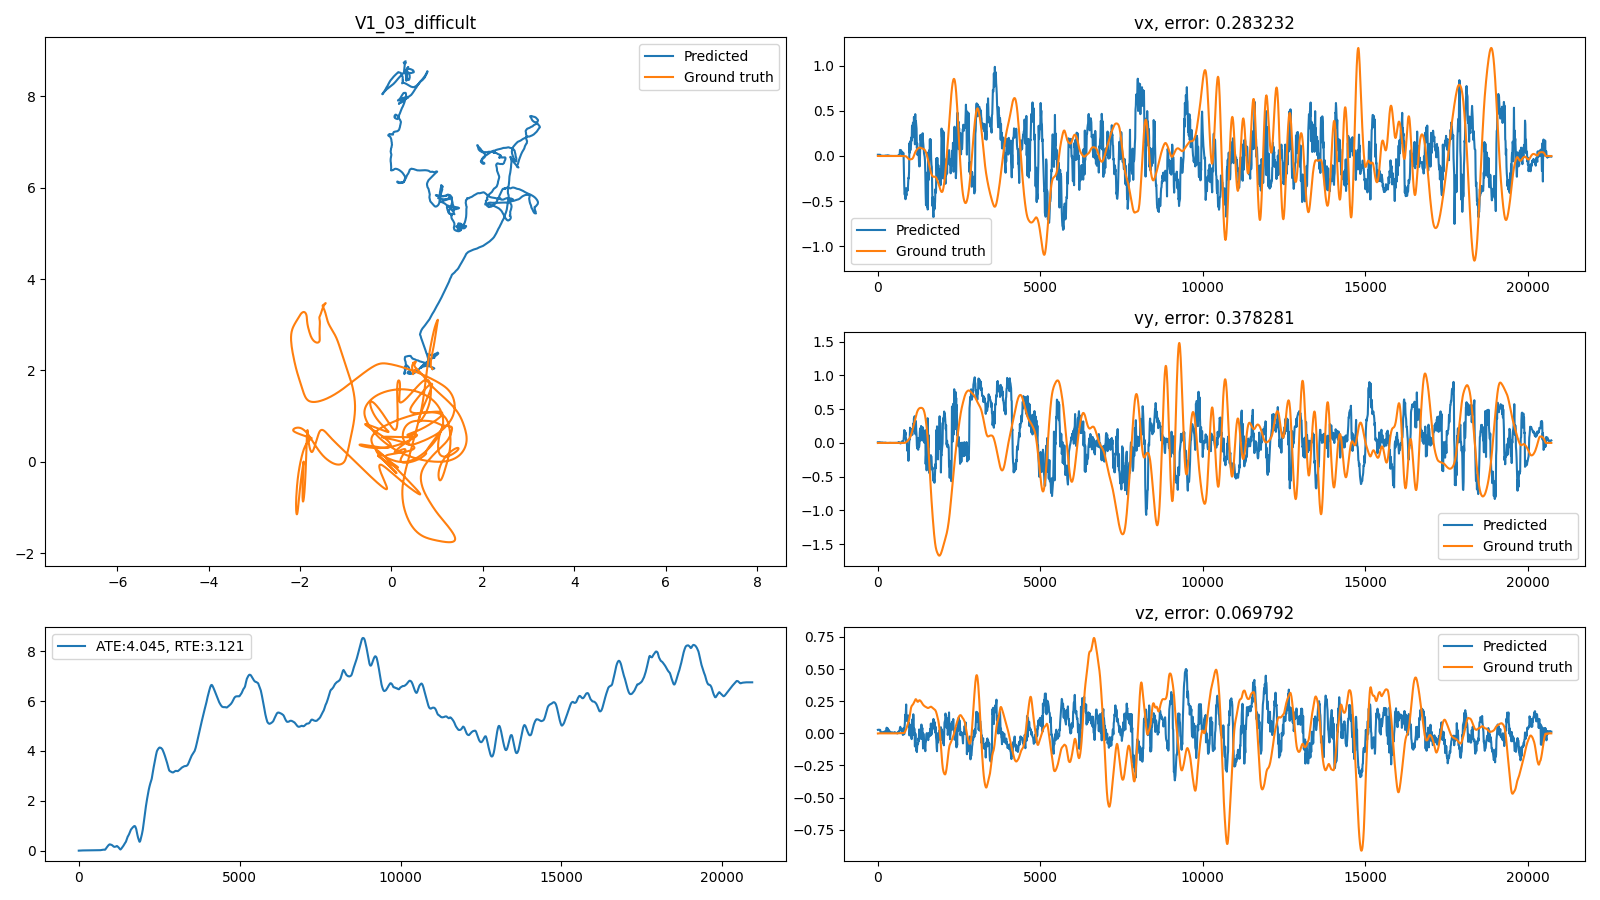 V1_03_difficult
Predicted
Ground truth
8
6
4
2
0
−2
−6 −4 −2 0 2 4 6 8
ATE:4.045, RTE:3.121
8
6
4
2
0
0 5000 10000 15000 20000
vx, error: 0.283232
1.0
0.5
0.0
−0.5
−1.0
Predicted
Ground truth
0 5000 10000 15000 20000
vy, error: 0.378281
1.5
1.0
0.5
0.0
−0.5
−1.0
−1.5
Predicted
Ground truth
0 5000 10000 15000 20000
vz, error: 0.069792
Predicted
Ground truth
0.75
0.50
0.25
0.00
−0.25
−0.50
−0.75
0 5000 10000 15000 20000